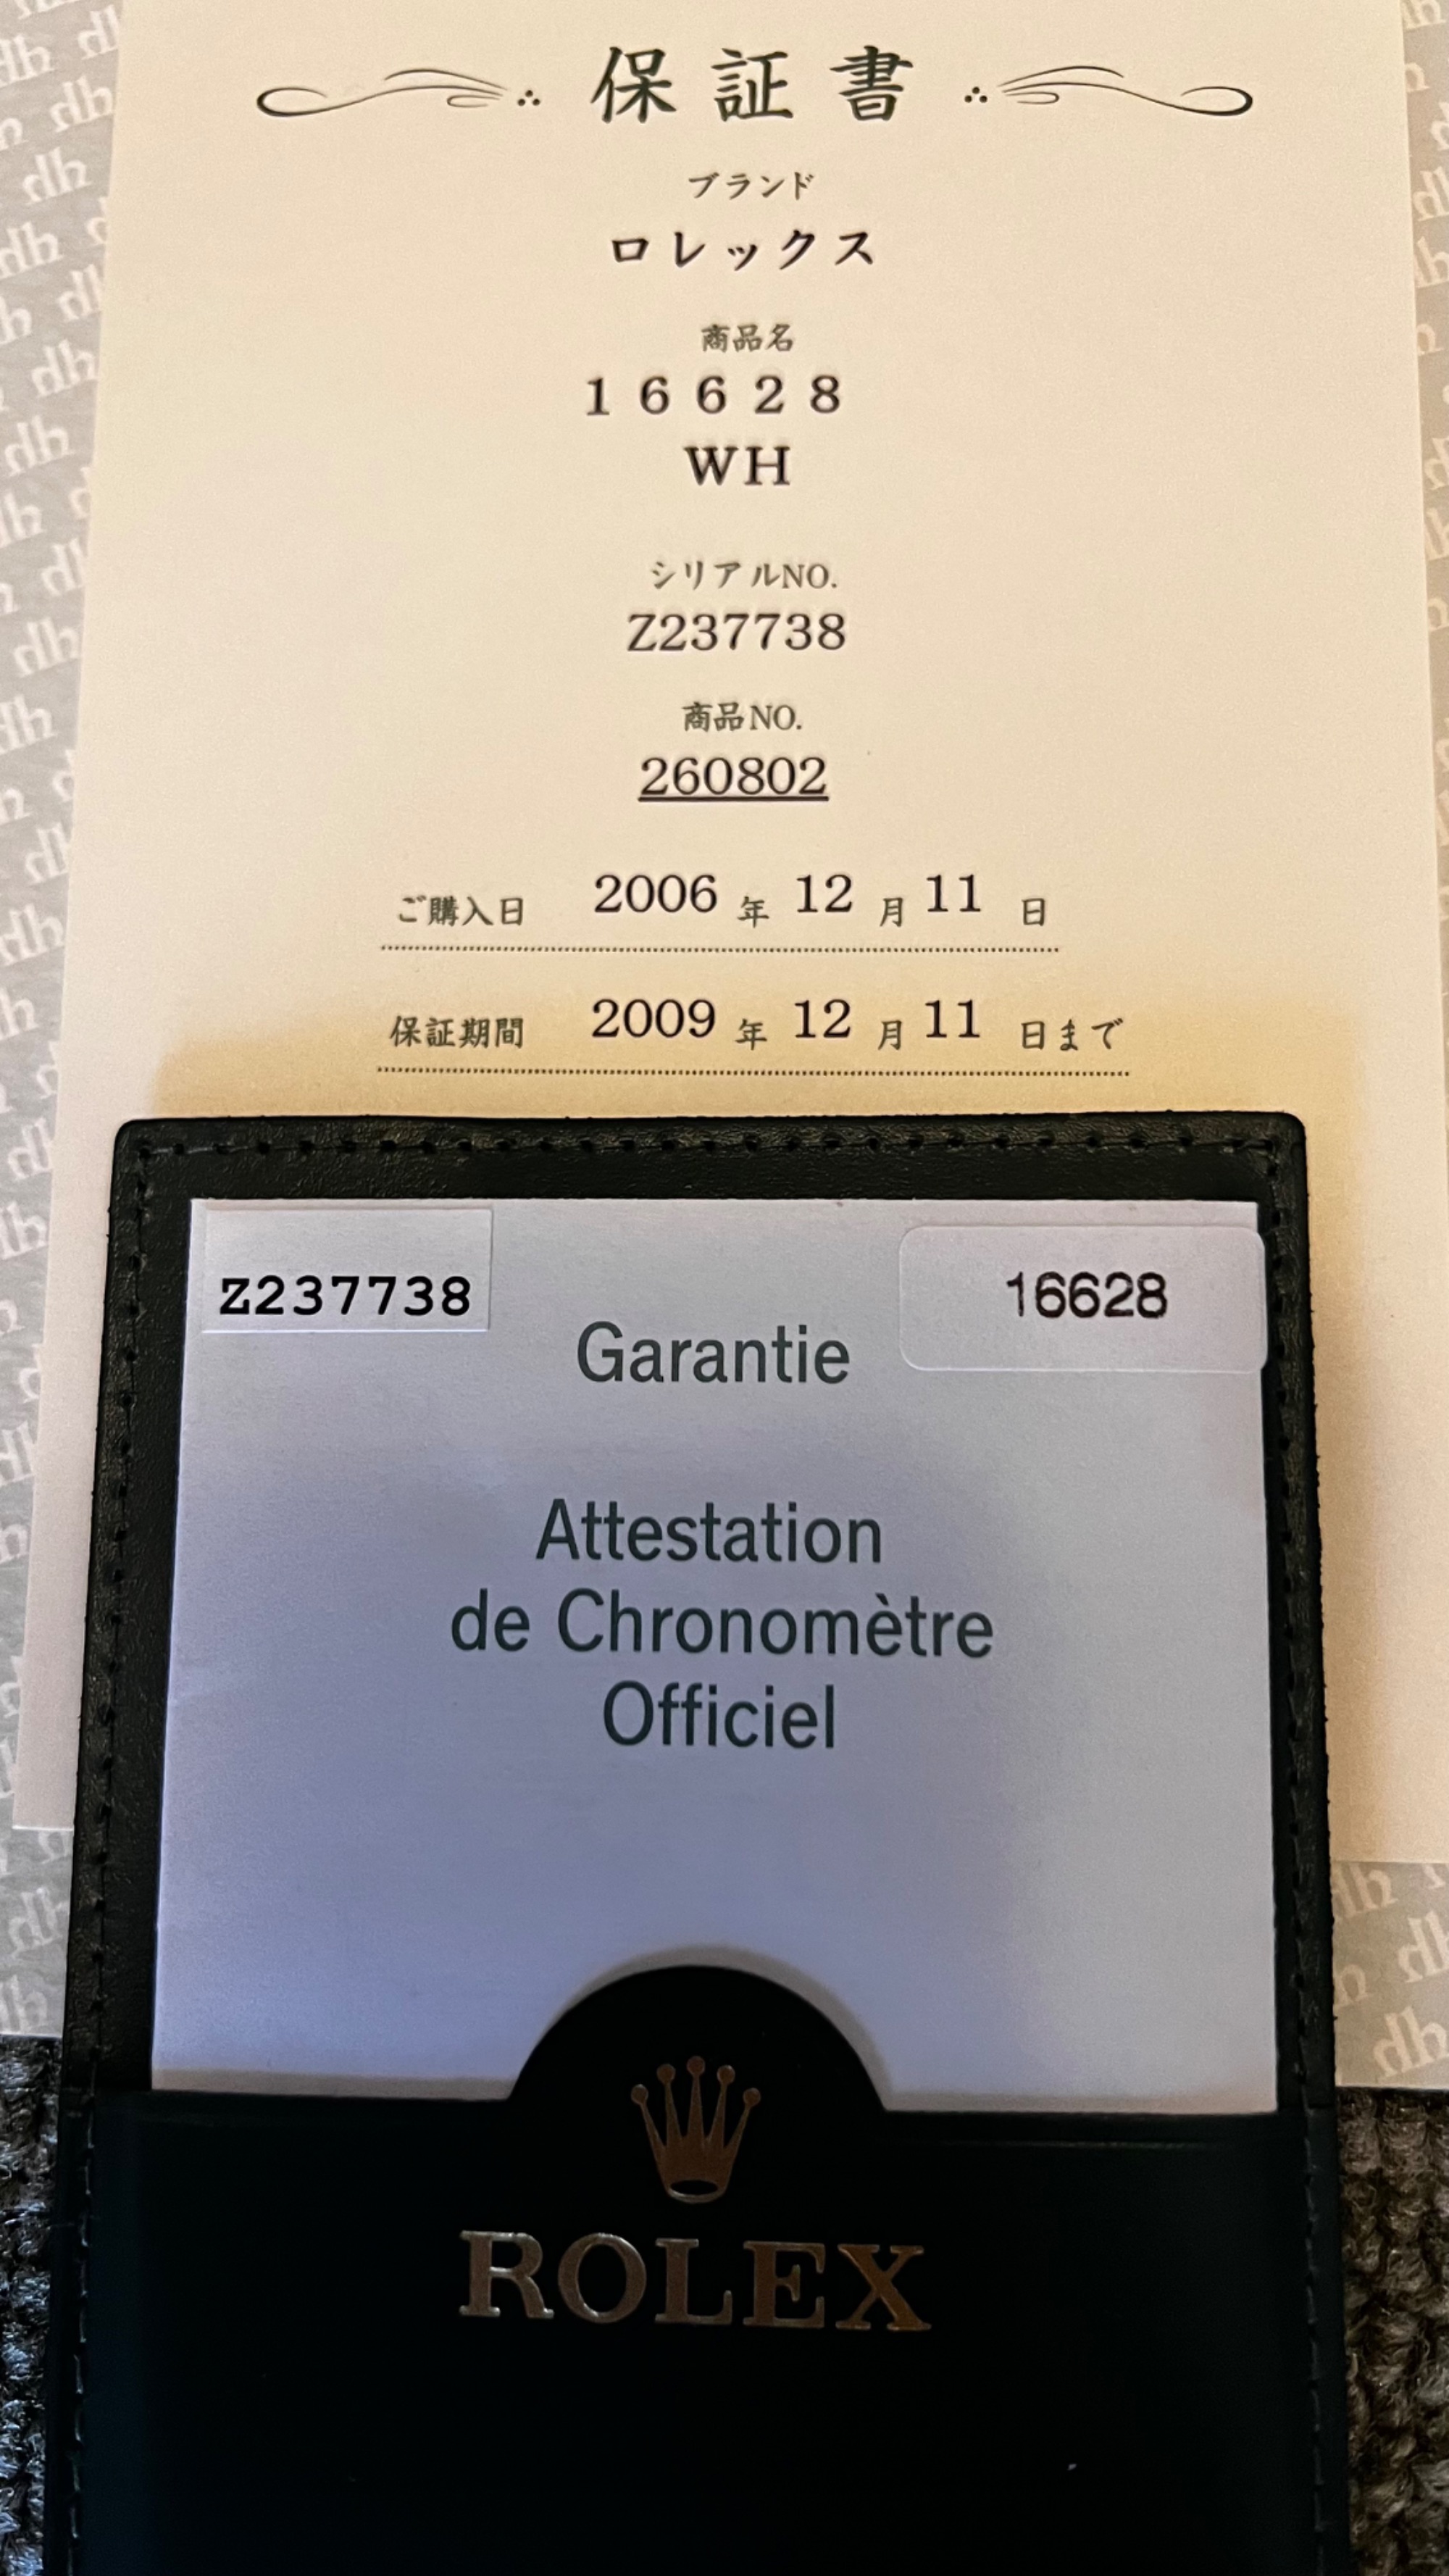 保証書
ブランド
ロレックス
商品名
16628
WH
シリアルNO.
Z237738
商品NO.
260802
ご購入日 2006 年 12 月 11 日
保証期間 2009 年 12 月 11 日まで
Z237738
16628
Garantie
Attestation
de Chronomètre
Officiel
ROLEX